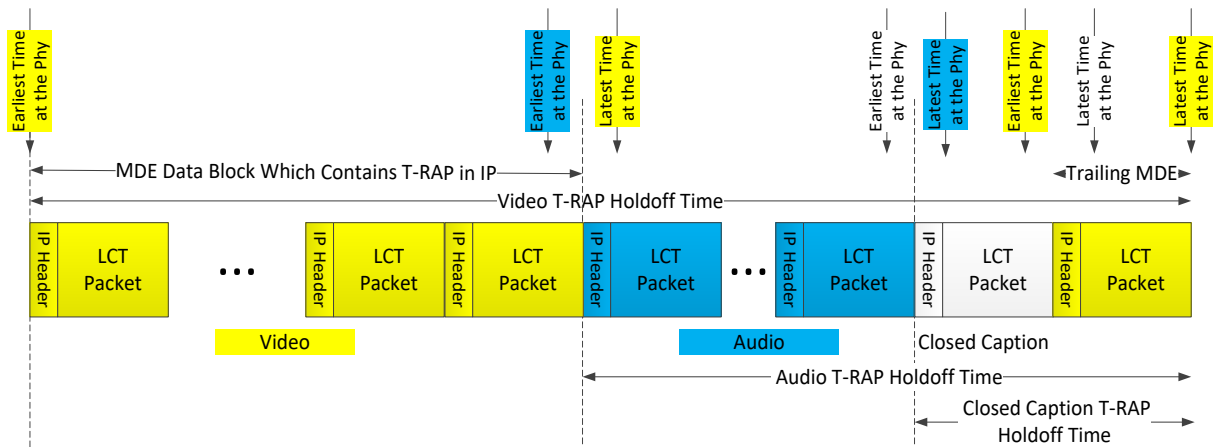 Earliest Time
at the Phy
Earliest Time
at the Phy
Latest Time
at the Phy
Earliest Time
at the Phy
Latest Time
at the Phy
Earliest Time
at the Phy
Latest Time
at the Phy
Latest Time
at the Phy
MDE Data Block Which Contains T-RAP in IP
Trailing MDE
Video T-RAP Holdoff Time
IP Header
LCT
Packet
...
IP Header
LCT
Packet
IP Header
LCT
Packet
IP Header
LCT
Packet
...
IP Header
LCT
Packet
IP Header
LCT
Packet
IP Header
LCT
Packet
Video
Audio
Closed Caption
Audio T-RAP Holdoff Time
Closed Caption T-RAP
Holdoff Time